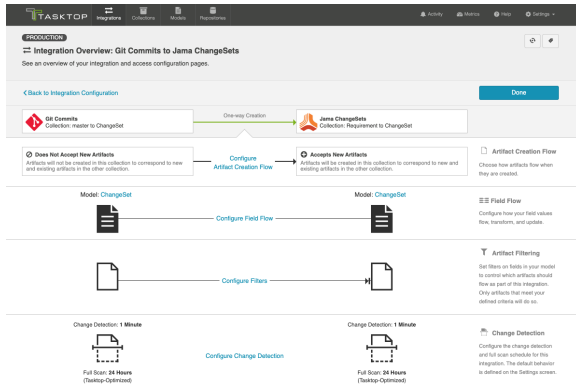 TASKTOP
Integrations
Collections
Models
Repositories
Activity
Metrics
Help
Settings
PRODUCTION
Integration Overview: Git Commits to Jama ChangeSets
See an overview of your integration and access configuration pages.
Back to Integration Configuration
Done
Git Commits
Collection: master to ChangeSet
One-way Creation
Jama ChangeSets
Collection: Requirement to ChangeSet
Does Not Accept New Artifacts
Artifacts will not be created in this collection to correspond to new
and existing artifacts in the other collection.
Configure
Artifact Creation Flow
Accepts New Artifacts
Artifacts will be created in this collection to correspond to new and
existing artifacts in the other collection.
Artifact Creation Flow
Choose how artifacts flow when
they are created.
Model: ChangeSet
Configure Field Flow
Model: ChangeSet
Field Flow
Configure how your field values
flow, transform, and update.
Configure Filters
Artifact Filtering
Set filters on fields in your model
to control which artifacts should
flow as part of this integration.
Only artifacts that meet your
defined criteria will do so.
Change Detection: 1 Minute
Full Scan: 24 Hours
(Tasktop-Optimized)
Configure Change Detection
Change Detection: 1 Minute
Full Scan: 24 Hours
(Tasktop-Optimized)
Change Detection
Configure the change detection
and full scan schedule for this
integration. The default behavior
is defined on the Settings screen.